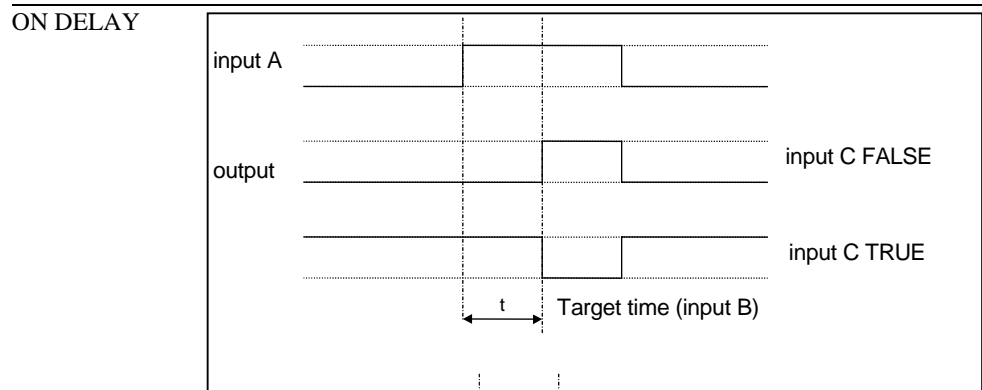 ON DELAY
input A
input C FALSE
output
input C TRUE
t
Target time (input B)